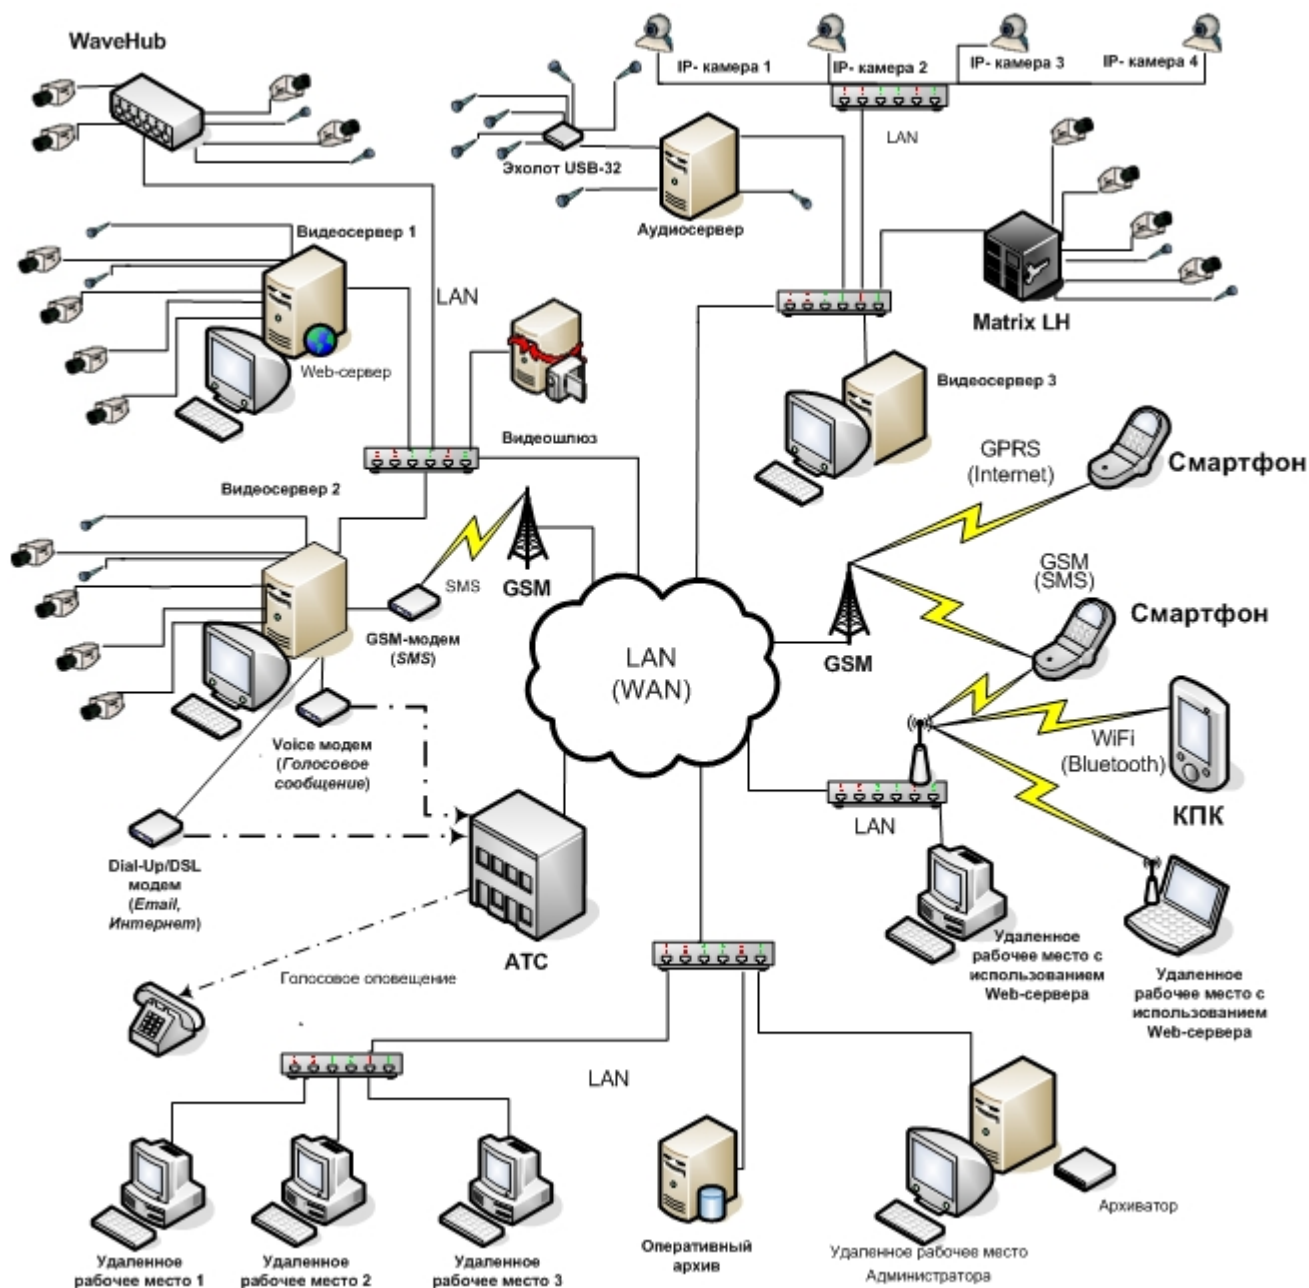 WaveHub
IP- камера 1
IP- камера 2
IP- камера 3
IP- камера 4
LAN
Эхолот USB-32
Аудиосервер
Видеосервер 1
LAN
Web-сервер
Видеошлюз
Matrix LH
Видеосервер 3
GPRS
(Internet)
Смартфон
Видеосервер 2
SMS
GSM
GSM-модем
(SMS)
GSM
(SMS)
Смартфон
GSM
LAN
(WAN)
WiFi
(Bluetooth)
КПК
Voice модем
(Голосовое
сообщение)
LAN
Dial-Up/DSL
модем
(Email,
Интернет)
АТС
Голосовое оповещение
Удаленное
рабочее место с
использованием
Web-сервера
Удаленное
рабочее место с
использованием
Web-сервера
LAN
Удаленное
рабочее место 1
Удаленное
рабочее место 2
Удаленное
рабочее место 3
Оперативный
архив
Архиватор
Удаленное рабочее место
Администратора